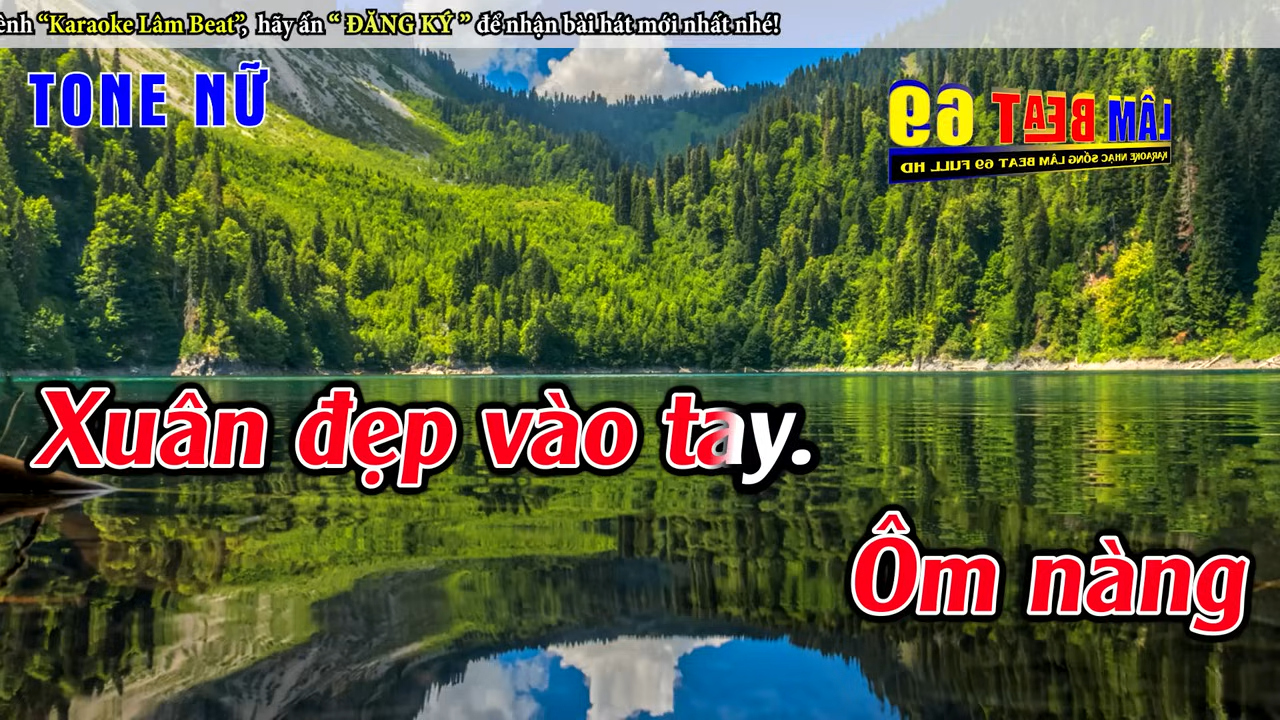 ênh “Karaoke Lâm Beat”, hãy ấn “ ĐĂNG KÝ ” để nhận bài hát mới nhất nhé!
TONE NỮ
LÂM BEAT 69
KARAOKE NHẠC SỐNG LÂM BEAT 69 FULL HD
Xuân đẹp vào tay.
Ôm nàng